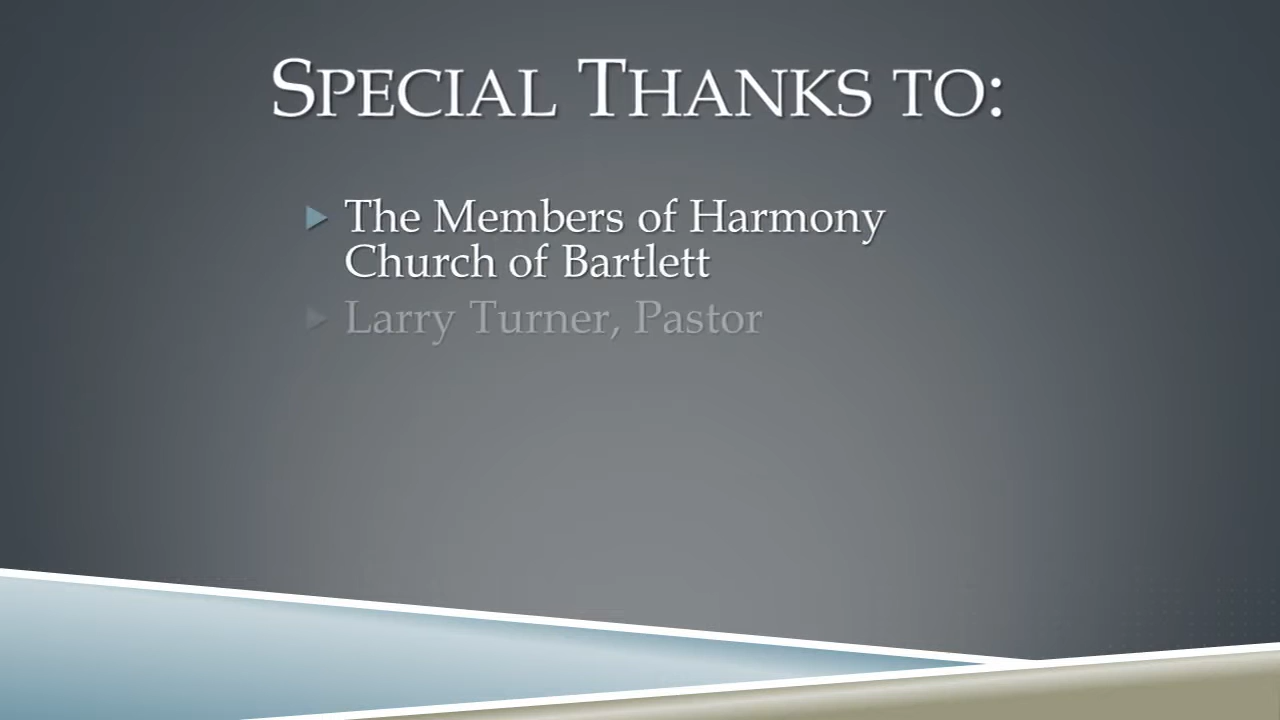 SPECIAL THANKS TO:
The Members of Harmony
Church of Bartlett
Larry Turner, Pastor